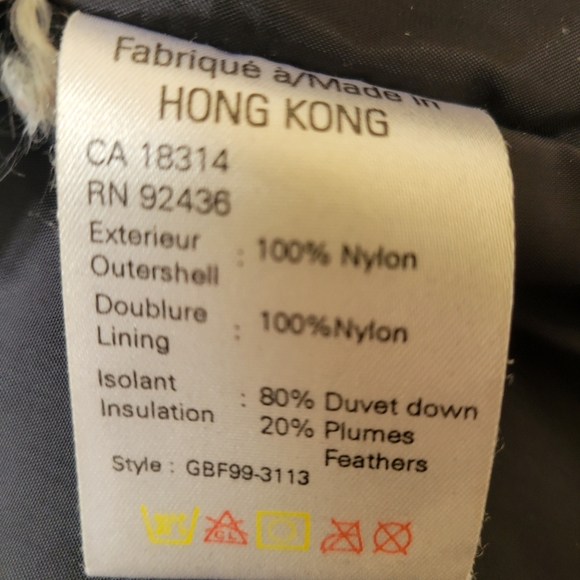 Fabriqué à/Made in
HONG KONG
CA 18314
RN 92436
Exterieur
Outershell : 100% Nylon
Doublure
Lining : 100%Nylon
Isolant
Insulation : 80% Duvet down
20% Plumes
Feathers
Style : GBF99-3113
CL